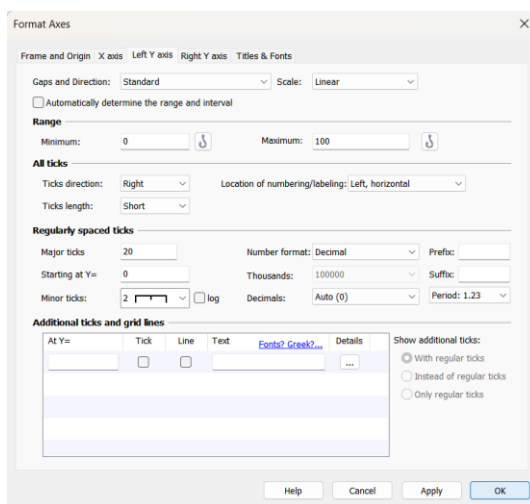 Format Axes
Frame and Origin X axis Left Y axis Right Y axis Titles & Fonts
Gaps and Direction: Standard Scale: Linear
Automatically determine the range and interval
Range
Minimum: 0 Maximum: 100
All ticks
Ticks direction: Right Location of numbering/labeling: Left, horizontal
Ticks length: Short
Regularly spaced ticks
Major ticks 20 Number format: Decimal Prefix:
Starting at Y= 0 Thousands: 100000 Suffix:
Minor ticks: 2 log Decimals: Auto (0) Period: 1.23
Additional ticks and grid lines
At Y= Tick Line Text Fonts? Greek?... Details Show additional ticks:
... With regular ticks
Instead of regular ticks
Only regular ticks
Help Cancel Apply OK